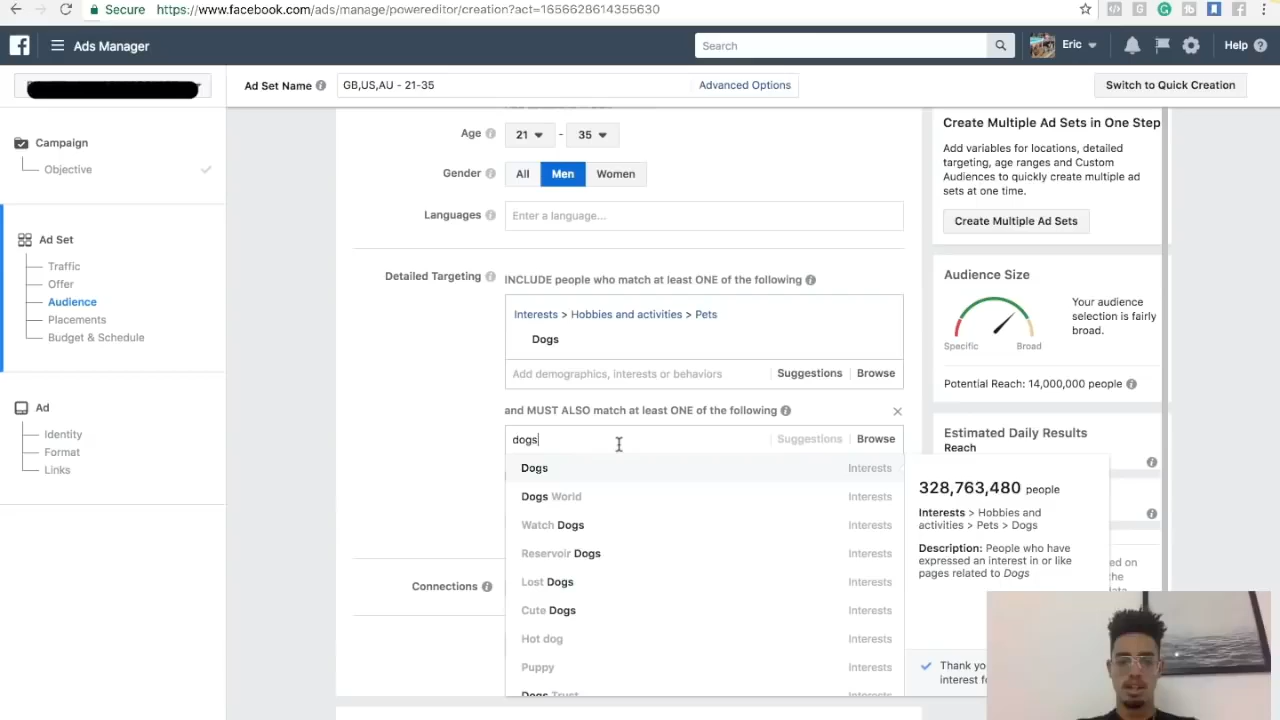 Secure https://www.facebook.com/ads/manage/powereditor/creation?act=1656628614355630
Ads Manager
Search
Eric
Help
Ad Set Name
GB,US,AU - 21-35
Advanced Options
Switch to Quick Creation
Campaign
Objective
Ad Set
Traffic
Offer
Audience
Placements
Budget & Schedule
Ad
Identity
Format
Links
Age
21 - 35
Gender
All Men Women
Languages
Enter a language...
Detailed Targeting
INCLUDE people who match at least ONE of the following
Interests > Hobbies and activities > Pets
Dogs
Add demographics, interests or behaviors
Suggestions Browse
and MUST ALSO match at least ONE of the following
dogs
Suggestions Browse
Dogs Interests
Dogs World Interests
Watch Dogs Interests
Reservoir Dogs Interests
Lost Dogs Interests
Cute Dogs Interests
Hot dog Interests
Puppy Interests
Dogs Trust Interests
Connections
328,763,480 people
Interests > Hobbies and
activities > Pets > Dogs
Description: People who have
expressed an interest in or like
pages related to Dogs
Create Multiple Ad Sets in One Step
Add variables for locations, detailed
targeting, age ranges and Custom
Audiences to quickly create multiple ad
sets at one time.
Create Multiple Ad Sets
Audience Size
Specific Broad
Your audience
selection is fairly
broad.
Potential Reach: 14,000,000 people
Estimated Daily Results
Reach
ed on
the
Thank yo
interest fo